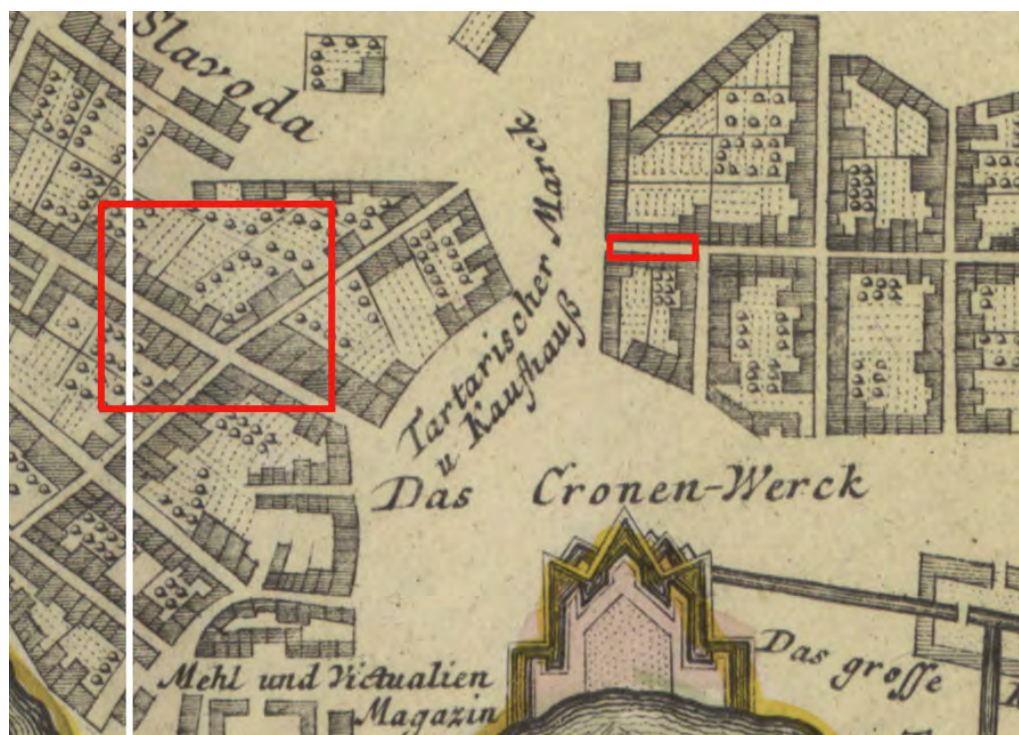 Slavoda
Tartarischer Marck
u Kaufhauß
Das Cronen-Werck
Das grosse
Mehl und Victualien
Magazin